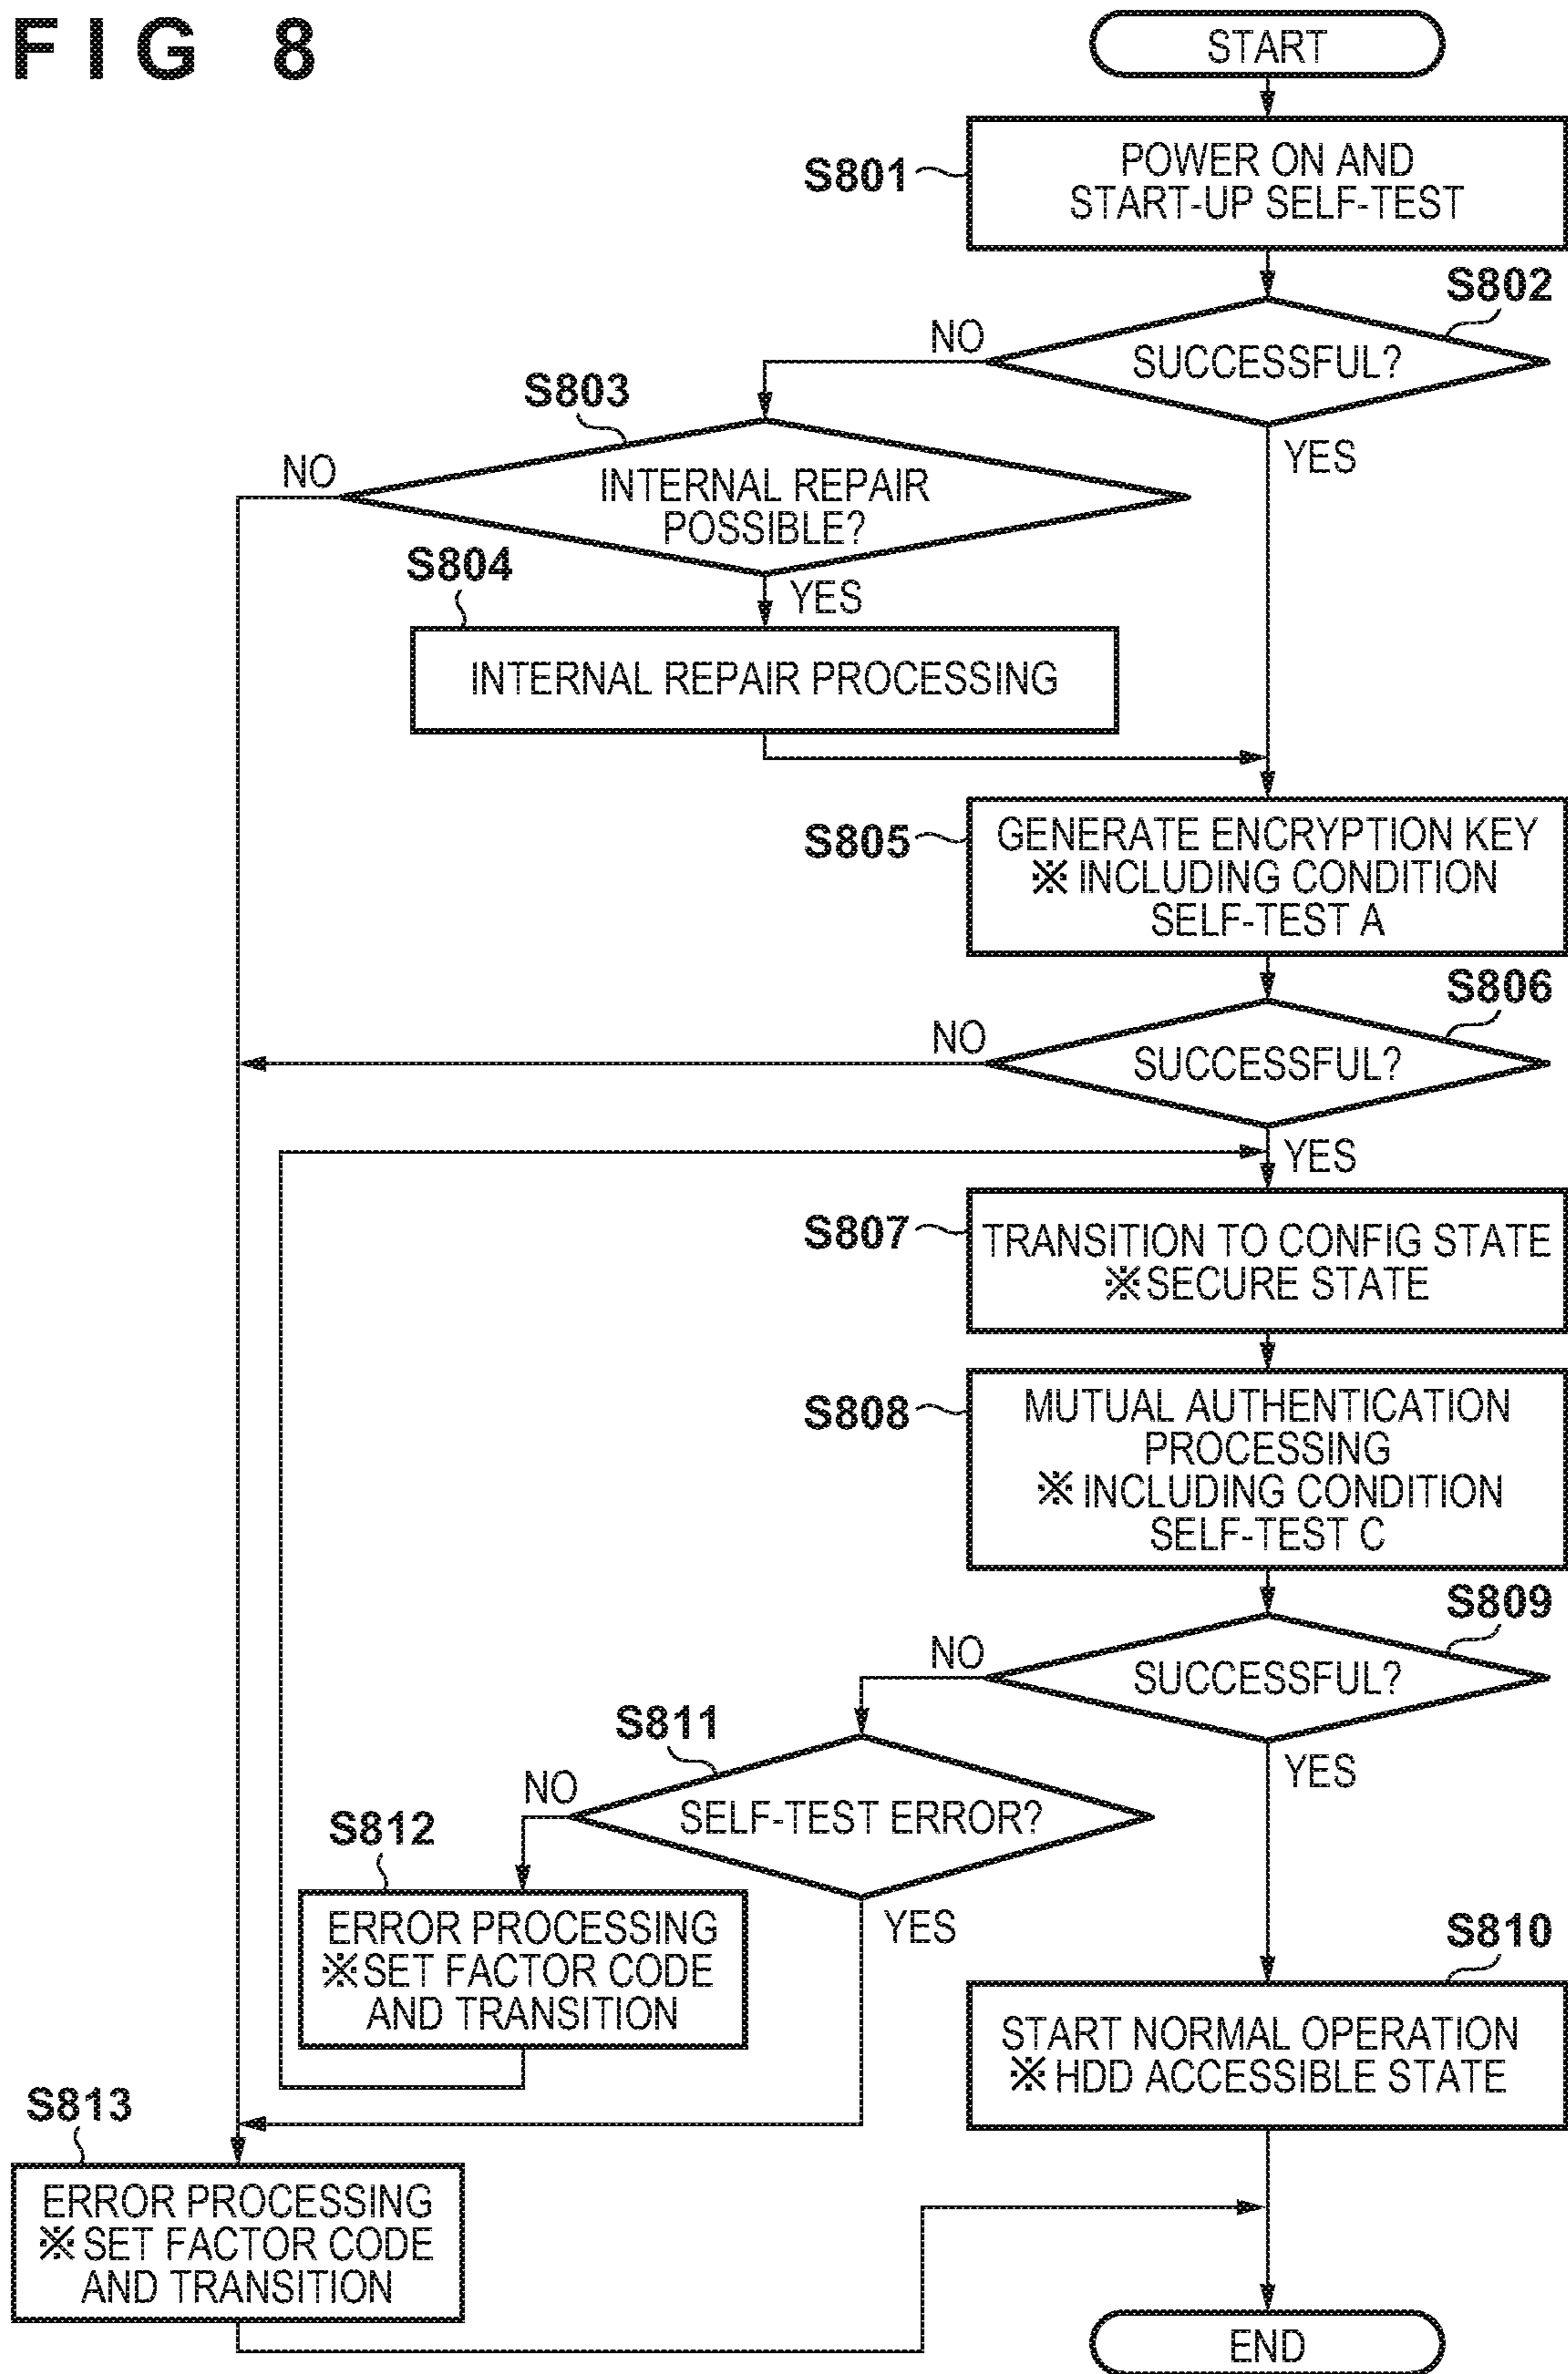 FIG 8
START
S801
POWER ON AND
START-UP SELF-TEST
S802
SUCCESSFUL?
NO
YES
S803
INTERNAL REPAIR
POSSIBLE?
NO
YES
S804
INTERNAL REPAIR PROCESSING
S805
GENERATE ENCRYPTION KEY
※ INCLUDING CONDITION
SELF-TEST A
S806
SUCCESSFUL?
NO
YES
S807
TRANSITION TO CONFIG STATE
※ SECURE STATE
S808
MUTUAL AUTHENTICATION
PROCESSING
※ INCLUDING CONDITION
SELF-TEST C
S809
SUCCESSFUL?
NO
YES
S811
SELF-TEST ERROR?
NO
YES
S812
ERROR PROCESSING
※ SET FACTOR CODE
AND TRANSITION
S810
START NORMAL OPERATION
※ HDD ACCESSIBLE STATE
S813
ERROR PROCESSING
※ SET FACTOR CODE
AND TRANSITION
END